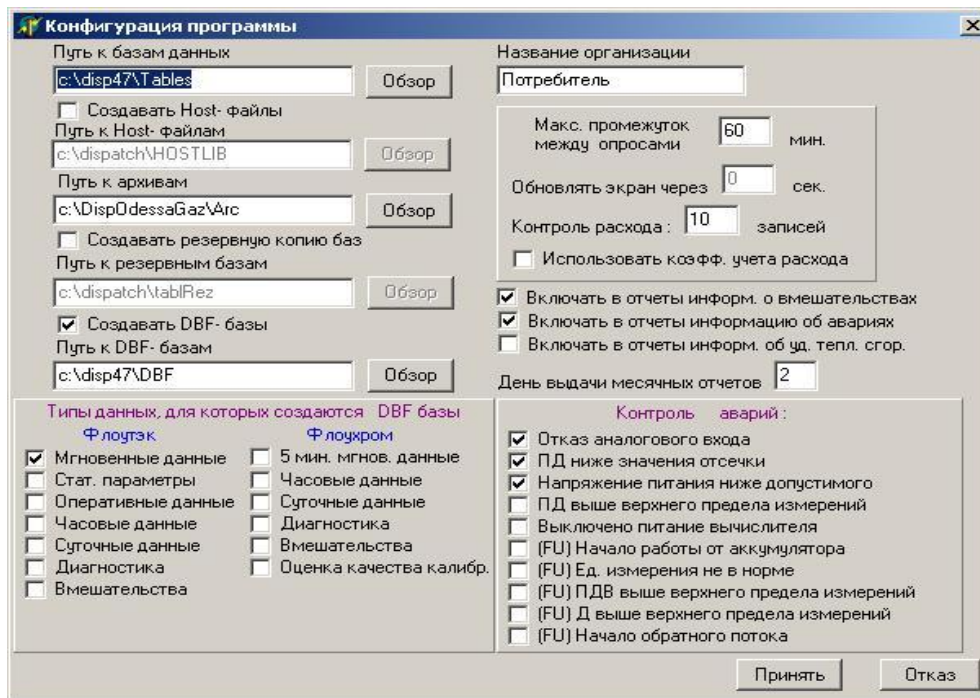 Конфигурация программы
Путь к базам данных
c:\disp47\Tables
Обзор
Создавать Host- файлы
Путь к Host- файлам
c:\dispatch\HOSTLIB
Обзор
Путь к архивам
c:\DispOdessaGaz\Arc
Обзор
Создавать резервную копию баз
Путь к резервным базам
c:\dispatch\tablRez
Обзор
Создавать DBF- базы
Путь к DBF- базам
c:\disp47\DBF
Обзор
Название организации
Потребитель
Макс. промежуток
между опросами
60
мин.
Обновлять экран через
0
сек.
Контроль расхода :
10
записей
Использовать коэфф. учета расхода
Включать в отчеты информ. о вмешательствах
Включать в отчеты информацию об авариях
Включать в отчеты информ. об уд. тепл. сгор.
День выдачи месячных отчетов
2
Типы данных, для которых создаются DBF базы
Флоутэк
Мгновенные данные
Стат. параметры
Оперативные данные
Часовые данные
Суточные данные
Диагностика
Вмешательства
Флоухром
5 мин. мгнов. данные
Часовые данные
Суточные данные
Диагностика
Вмешательства
Оценка качества калибр.
Контроль аварий :
Отказ аналогового входа
ПД ниже значения отсечки
Напряжение питания ниже допустимого
ПД выше верхнего предела измерений
Выключено питание вычислителя
(FU) Начало работы от аккумулятора
(FU) Ед. измерения не в норме
(FU) ПДВ выше верхнего предела измерений
(FU) Д выше верхнего предела измерений
(FU) Начало обратного потока
Принять
Отказ